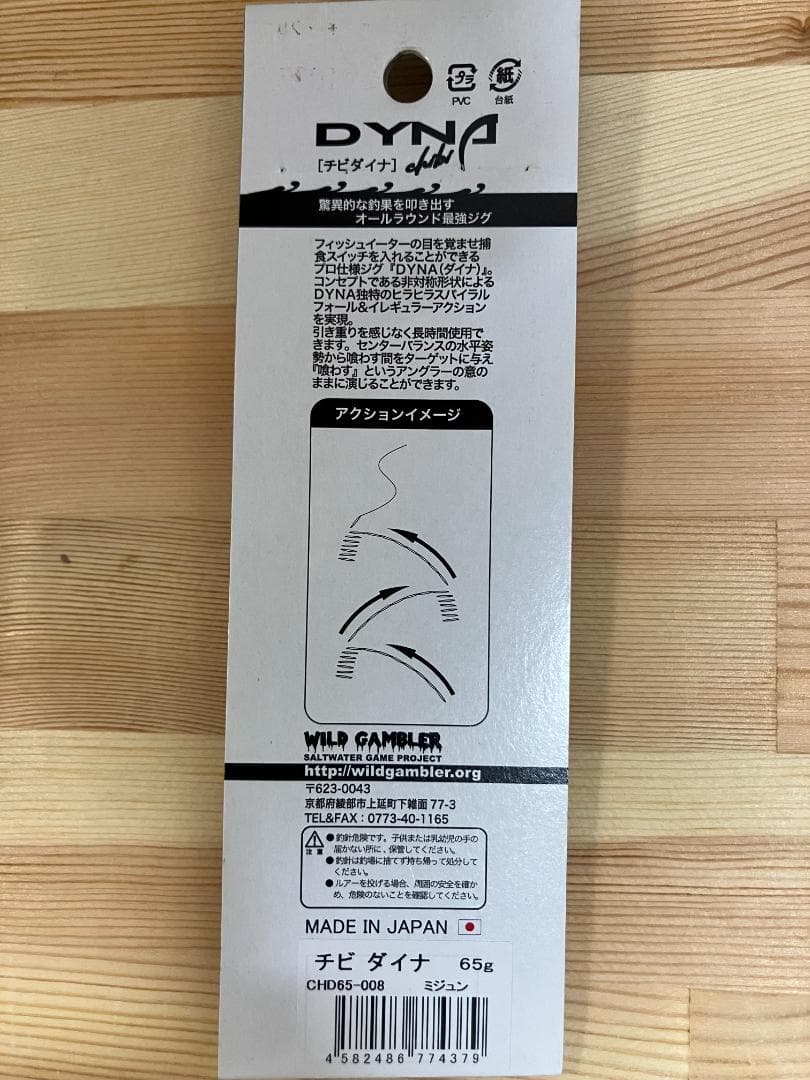 プラ 紙
PVC 台紙
DYNA
[チビダイナ] chibi
驚異的な釣果を叩き出す
オールラウンド最強ジグ
フィッシュイーターの目を覚ませ捕
食スイッチを入れることができる
プロ仕様ジグ『DYNA(ダイナ)』。
コンセプトである非対称形状による
DYNA独特のヒラヒラスパイラル
フォール&イレギュラーアクション
を実現。
引き重りを感じなく長時間使用で
きます。センターバランスの水平姿
勢から喰わす間をターゲットに与え
『喰わす』というアングラーの意の
ままに演じることができます。
アクションイメージ
WILD GAMBLER
SALTWATER GAME PROJECT
http://wildgambler.org
〒623-0043
京都府綾部市上延町下雑面 77-3
TEL&FAX:0773-40-1165
注意
●釣針危険です。子供または乳幼児の手の
届かない所に、保管してください。
●釣針は釣場に捨てず持ち帰って処分して
ください。
●ルアーを投げる場合、周囲の安全を確か
め、危険のないことを確認してください。
MADE IN JAPAN
チビ ダイナ 65g
CHD65-008 ミジュン
4 582486 774379